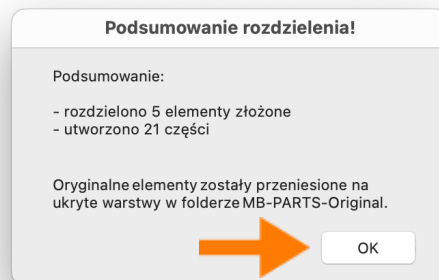 Podsumowanie rozdzielenia!
Podsumowanie:
- rozdzielono 5 elementy złożone
- utworzono 21 części
Oryginalne elementy zostały przeniesione na
ukryte warstwy w folderze MB-PARTS-Original.
OK